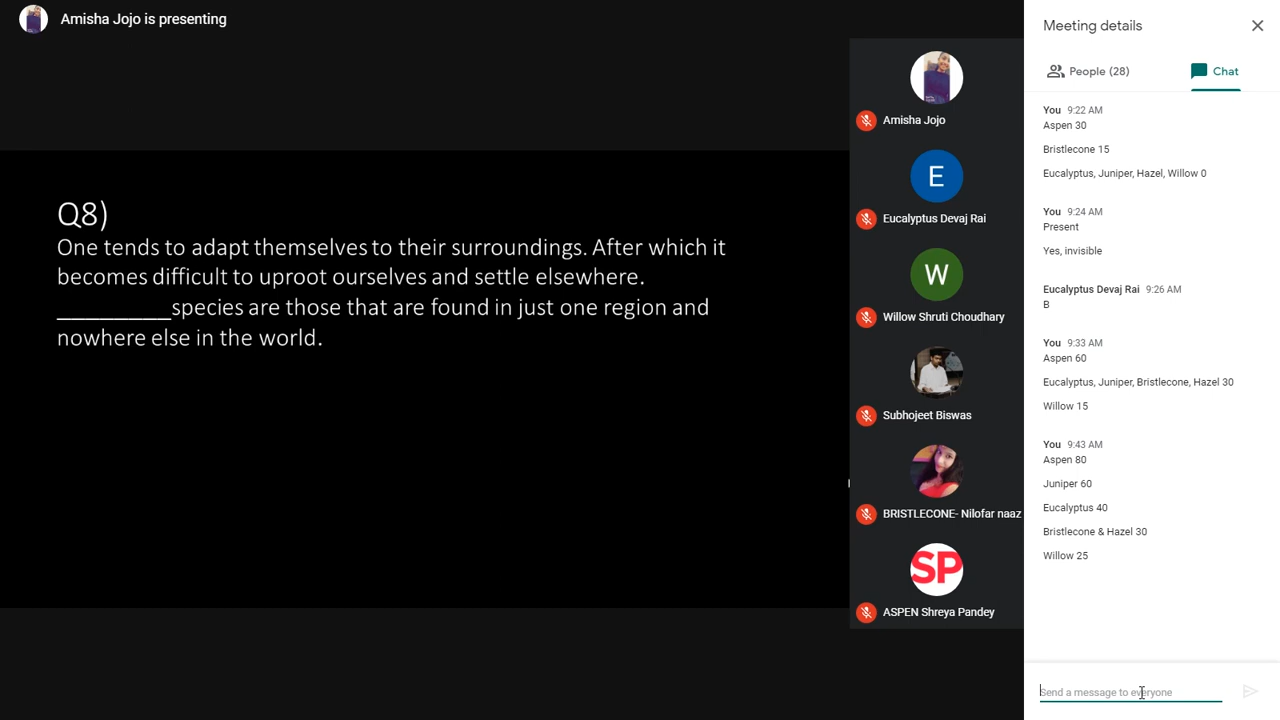 Amisha Jojo is presenting
Q8)
One tends to adapt themselves to their surroundings. After which it
becomes difficult to uproot ourselves and settle elsewhere.
_________species are those that are found in just one region and
nowhere else in the world.
Amisha Jojo
E
Eucalyptus Devaj Rai
W
Willow Shruti Choudhary
Subhojeet Biswas
BRISTLECONE- Nilofar naaz
SP
ASPEN Shreya Pandey
Meeting details
People (28)
Chat
You 9:22 AM
Aspen 30
Bristlecone 15
Eucalyptus, Juniper, Hazel, Willow 0
You 9:24 AM
Present
Yes, invisible
Eucalyptus Devaj Rai 9:26 AM
B
You 9:33 AM
Aspen 60
Eucalyptus, Juniper, Bristlecone, Hazel 30
Willow 15
You 9:43 AM
Aspen 80
Juniper 60
Eucalyptus 40
Bristlecone & Hazel 30
Willow 25
Send a message to everyone